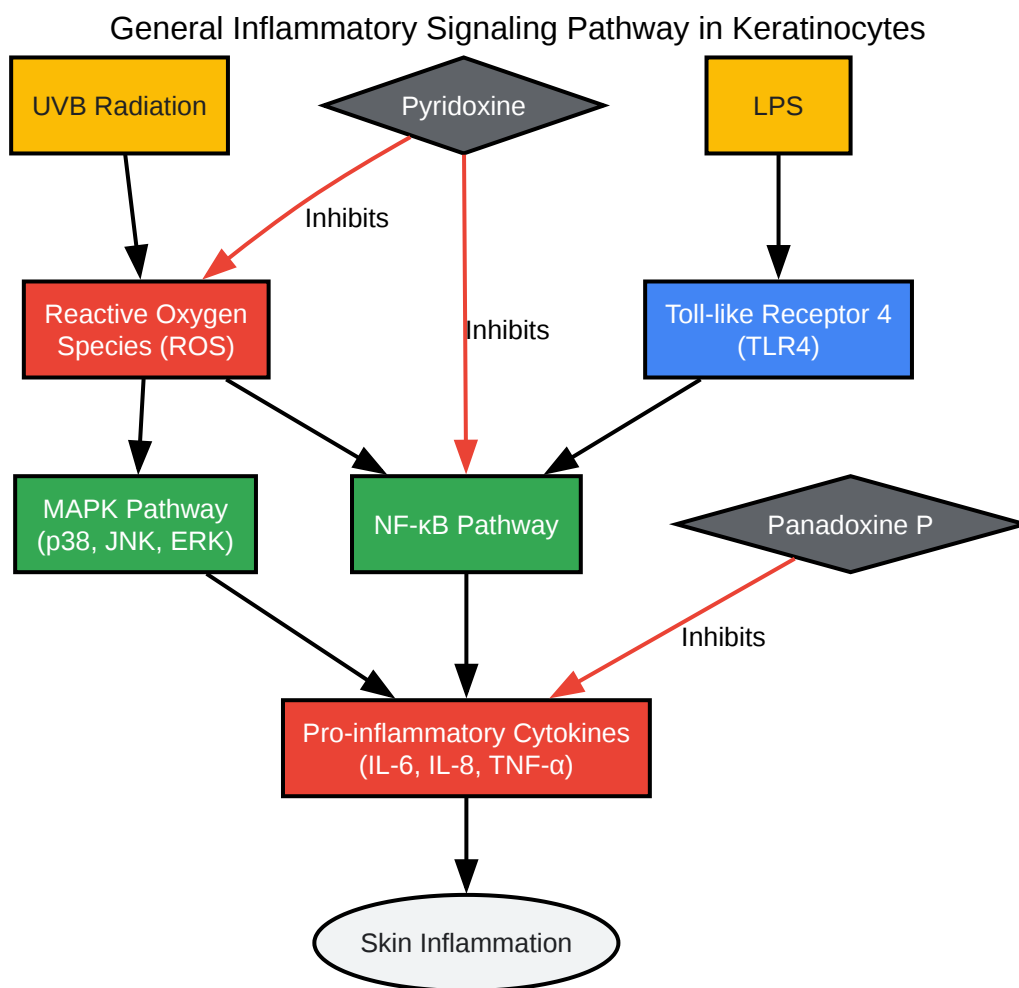 General Inflammatory Signaling Pathway in Keratinocytes
UVB Radiation
Pyridoxine
LPS
Inhibits
Reactive Oxygen
Species (ROS)
Inhibits
Toll-like Receptor 4
(TLR4)
MAPK Pathway
(p38, JNK, ERK)
NF-κB Pathway
Panadoxine P
Inhibits
Pro-inflammatory Cytokines
(IL-6, IL-8, TNF-α)
Skin Inflammation